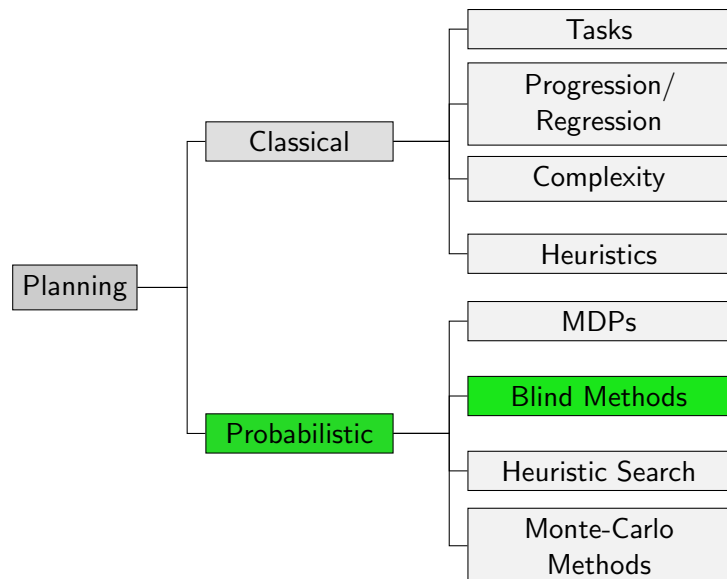 Tasks
Progression/
Regression
Classical
Complexity
Heuristics
Planning
MDPs
Blind Methods
Probabilistic
Heuristic Search
Monte-Carlo
Methods